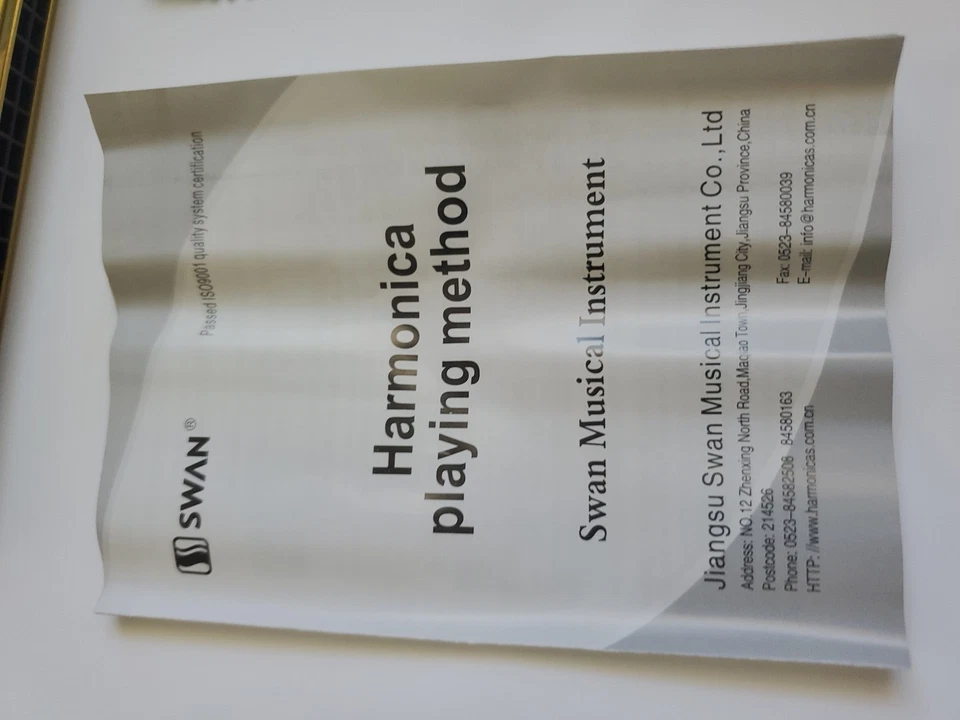 SWAN®
Passed ISO9001 quality system certification
Harmonica
playing method
Swan Musical Instrument
Jiangsu Swan Musical Instrument Co.,Ltd
Address: NO.12 Zhenxing North Road,Maqiao Town,Jingjiang City,Jiangsu Province,China
Postcode: 214526
Phone: 0523-84582508 84580163 Fax: 0523-84580039
HTTP: //www.harmonicas.com.cn E-mail: info@harmonicas.com.cn